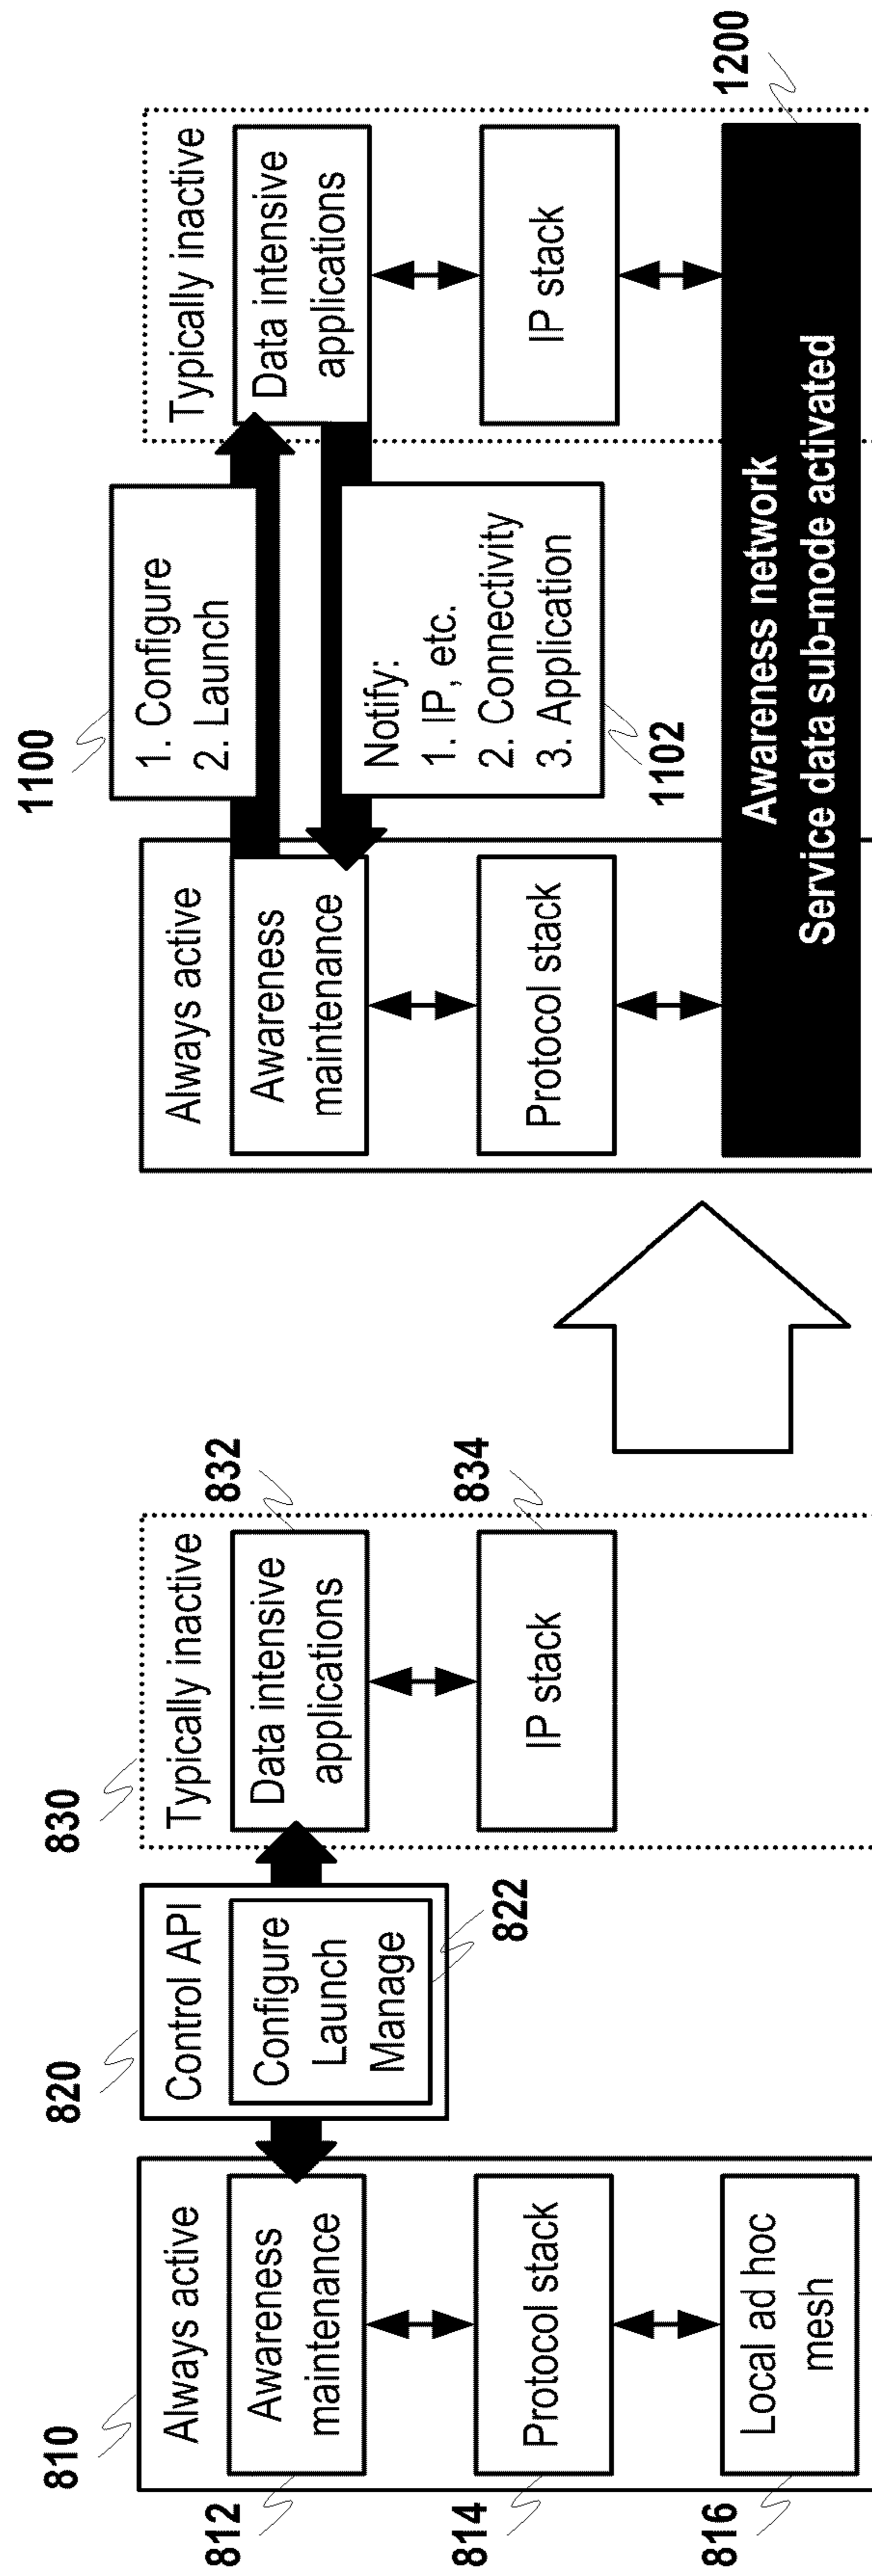 810
Always active
812
Awareness
maintenance
814
Protocol stack
816
Local ad hoc
mesh
820
Control API
Configure
Launch
Manage
822
830
Typically inactive
832
Data intensive
applications
834
IP stack
Always active
Awareness
maintenance
Protocol stack
1100
1. Configure
2. Launch
Notify:
1. IP, etc.
2. Connectivity
3. Application
1102
Typically inactive
Data intensive
applications
IP stack
1200
Awareness network
Service data sub-mode activated